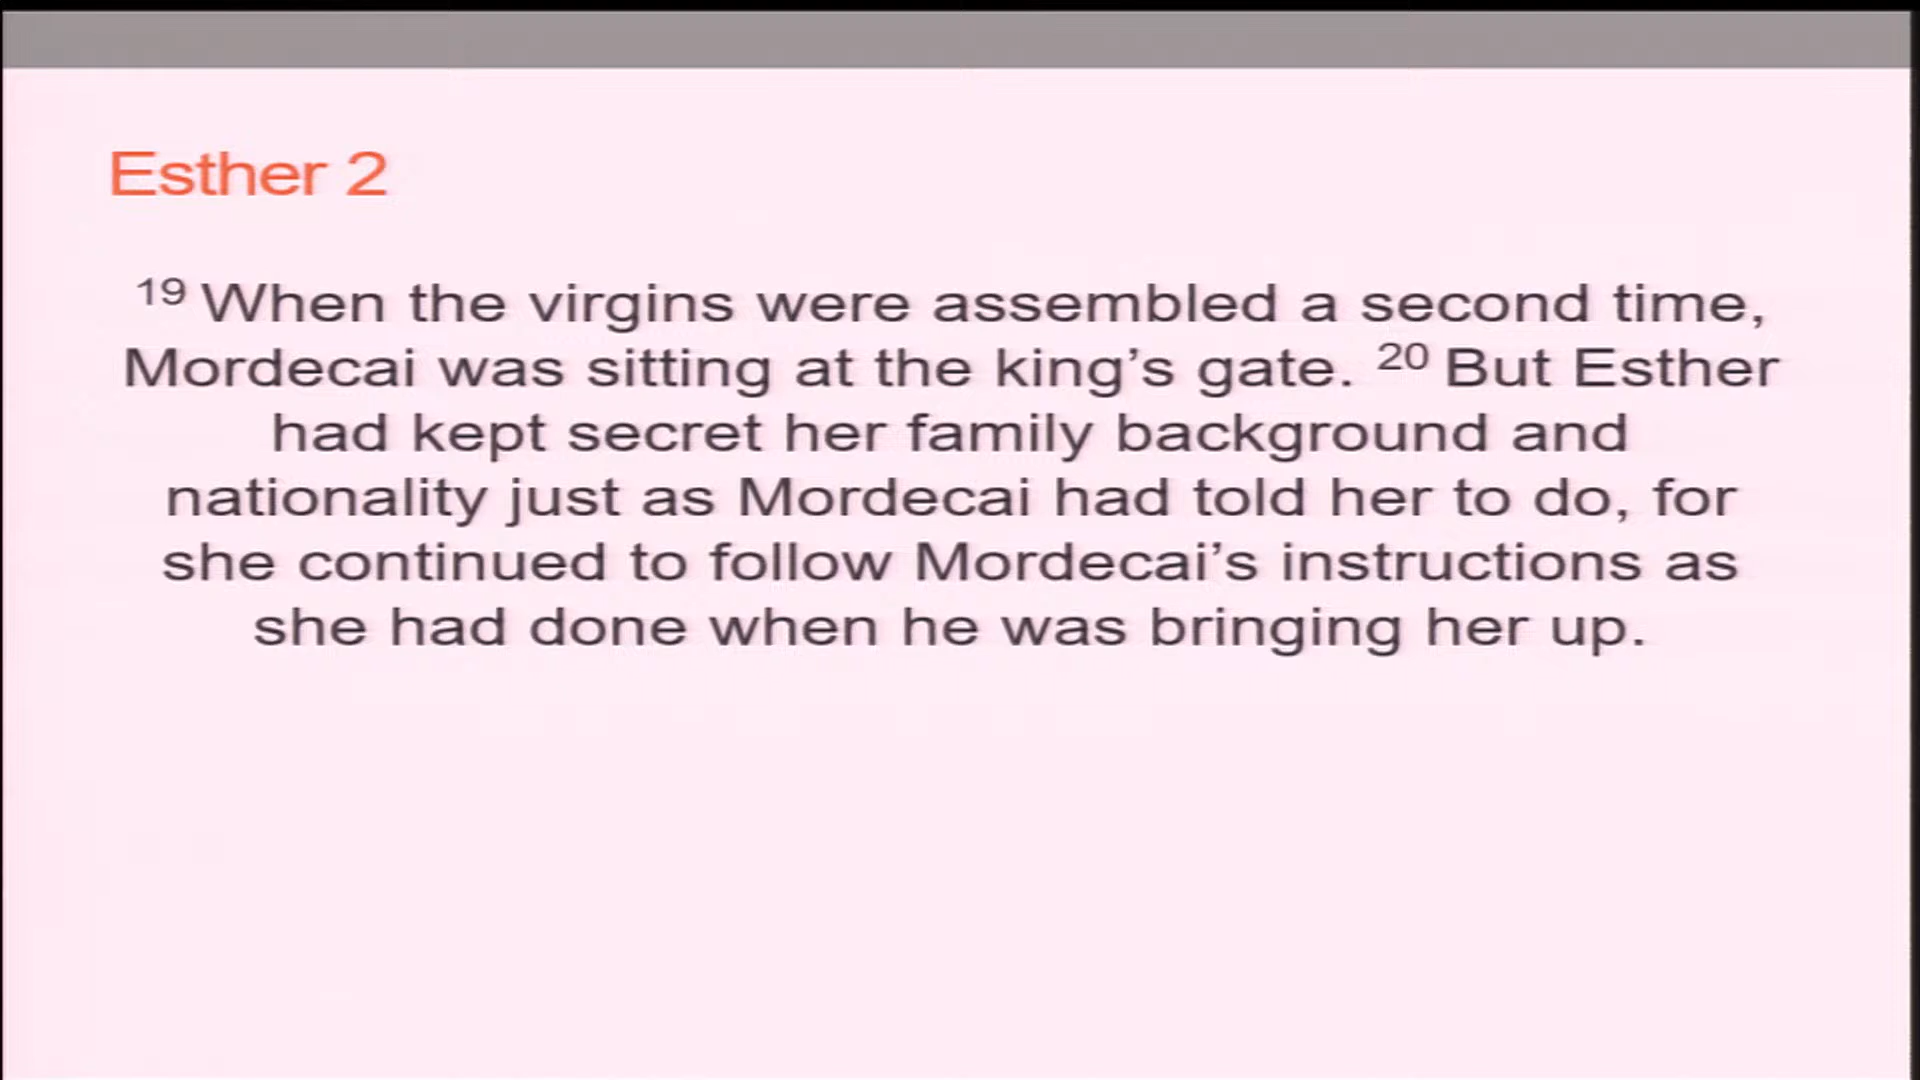 Esther 2
19 When the virgins were assembled a second time,
Mordecai was sitting at the king’s gate. 20 But Esther
had kept secret her family background and
nationality just as Mordecai had told her to do, for
she continued to follow Mordecai’s instructions as
she had done when he was bringing her up.